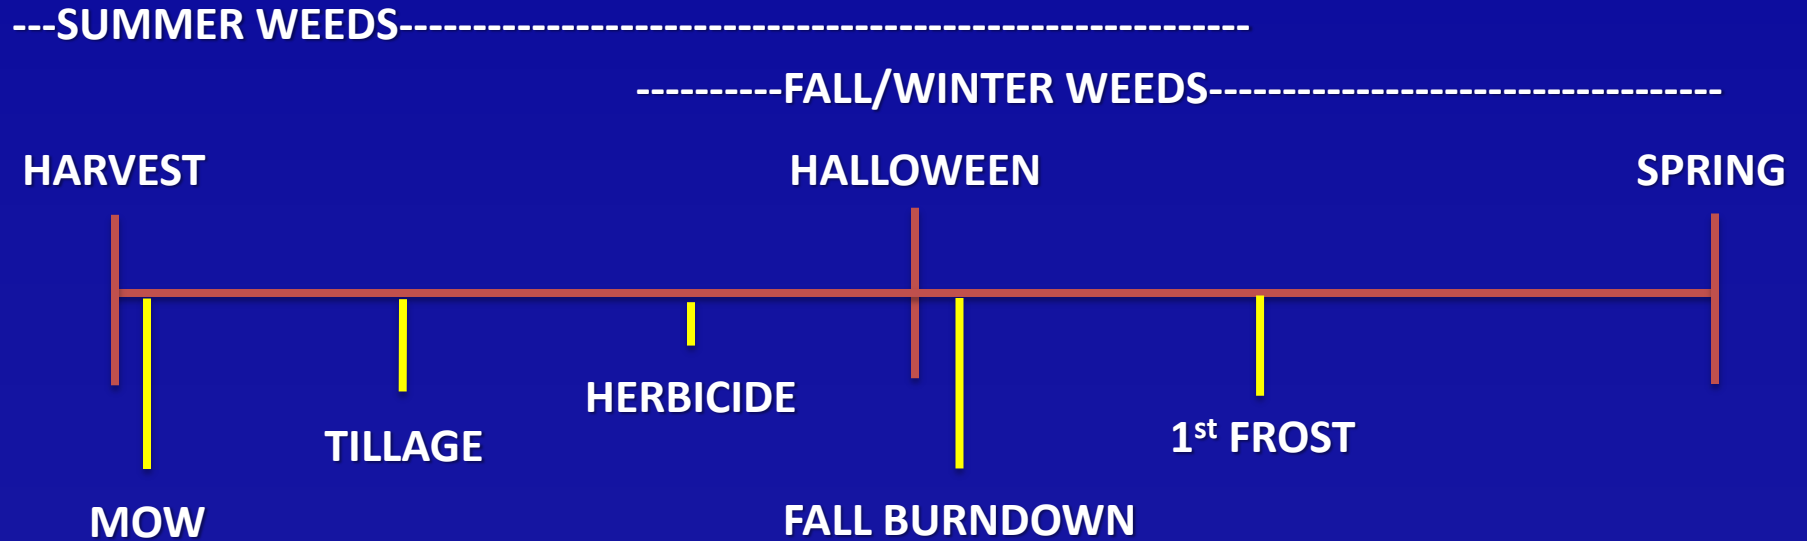 ---SUMMER WEEDS----------------------------------------------------------
----------FALL/WINTER WEEDS-----------------------------------
HARVEST HALLOWEEN SPRING
HERBICIDE
TILLAGE 1st FROST
MOW FALL BURNDOWN